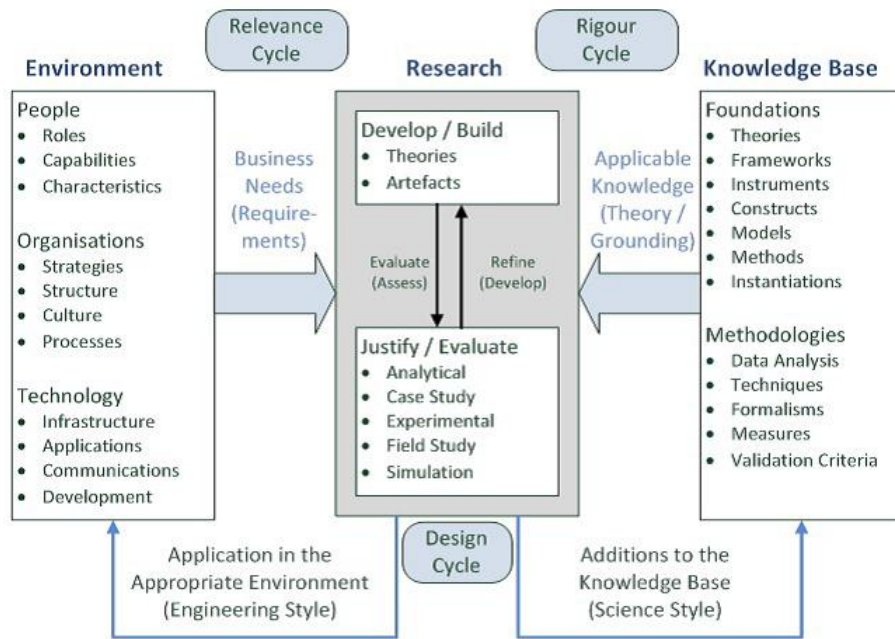 Relevance
Cycle
Rigour
Cycle
Environment
Research
Knowledge Base
People
• Roles
• Capabilities
• Characteristics
Organisations
• Strategies
• Structure
• Culture
• Processes
Technology
• Infrastructure
• Applications
• Communications
• Development
Business
Needs
(Require-
ments)
Develop / Build
• Theories
• Artefacts
Evaluate
(Assess)
Refine
(Develop)
Justify / Evaluate
• Analytical
• Case Study
• Experimental
• Field Study
• Simulation
Applicable
Knowledge
(Theory /
Grounding)
Foundations
• Theories
• Frameworks
• Instruments
• Constructs
• Models
• Methods
• Instantiations
Methodologies
• Data Analysis
• Techniques
• Formalisms
• Measures
• Validation Criteria
Application in the
Appropriate Environment
(Engineering Style)
Design
Cycle
Additions to the
Knowledge Base
(Science Style)